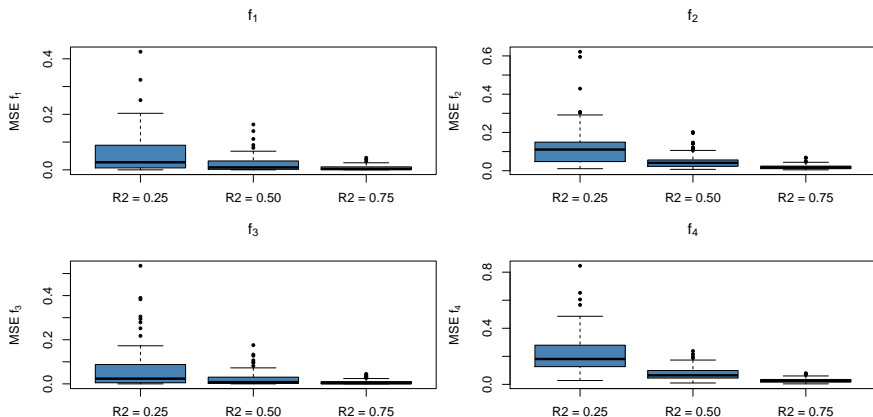 f1
MSE f1
0.0
0.2
0.4
R2 = 0.25
R2 = 0.50
R2 = 0.75
f2
MSE f2
0.0
0.2
0.4
0.6
R2 = 0.25
R2 = 0.50
R2 = 0.75
f3
MSE f3
0.0
0.2
0.4
R2 = 0.25
R2 = 0.50
R2 = 0.75
f4
MSE f4
0.0
0.4
0.8
R2 = 0.25
R2 = 0.50
R2 = 0.75